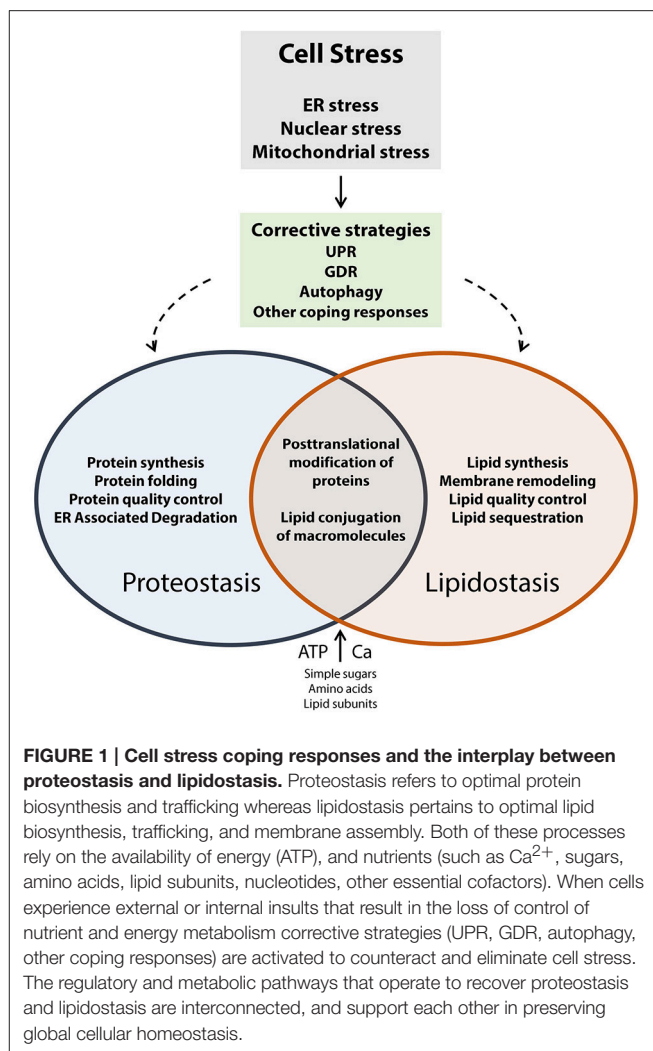 Cell Stress
ER stress
Nuclear stress
Mitochondrial stress
Corrective strategies
UPR
GDR
Autophagy
Other coping responses
Protein synthesis
Protein folding
Protein quality control
ER Associated Degradation
Proteostasis
Posttranslational
modification of
proteins
Lipid conjugation
of macromolecules
Lipid synthesis
Membrane remodeling
Lipid quality control
Lipid sequestration
Lipidostasis
ATP Ca
Simple sugars
Amino acids
Lipid subunits
FIGURE 1 | Cell stress coping responses and the interplay between
proteostasis and lipidostasis. Proteostasis refers to optimal protein
biosynthesis and trafficking whereas lipidostasis pertains to optimal lipid
biosynthesis, trafficking, and membrane assembly. Both of these processes
rely on the availability of energy (ATP), and nutrients (such as Ca²⁺, sugars,
amino acids, lipid subunits, nucleotides, other essential cofactors). When cells
experience external or internal insults that result in the loss of control of
nutrient and energy metabolism corrective strategies (UPR, GDR, autophagy,
other coping responses) are activated to counteract and eliminate cell stress.
The regulatory and metabolic pathways that operate to recover proteostasis
and lipidostasis are interconnected, and support each other in preserving
global cellular homeostasis.